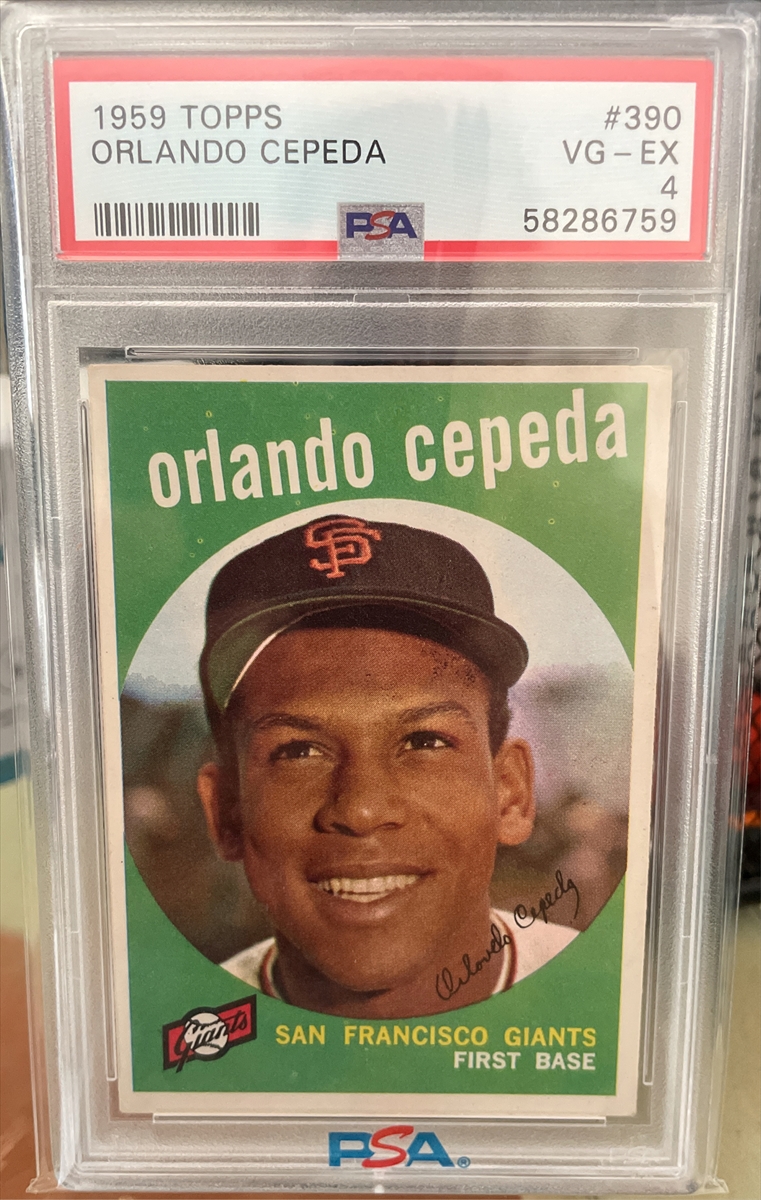 1959 TOPPS #390
ORLANDO CEPEDA VG-EX
4
PSA 58286759
orlando cepeda
SF
Orlando Cepeda
Giants
SAN FRANCISCO GIANTS
FIRST BASE
PSA®